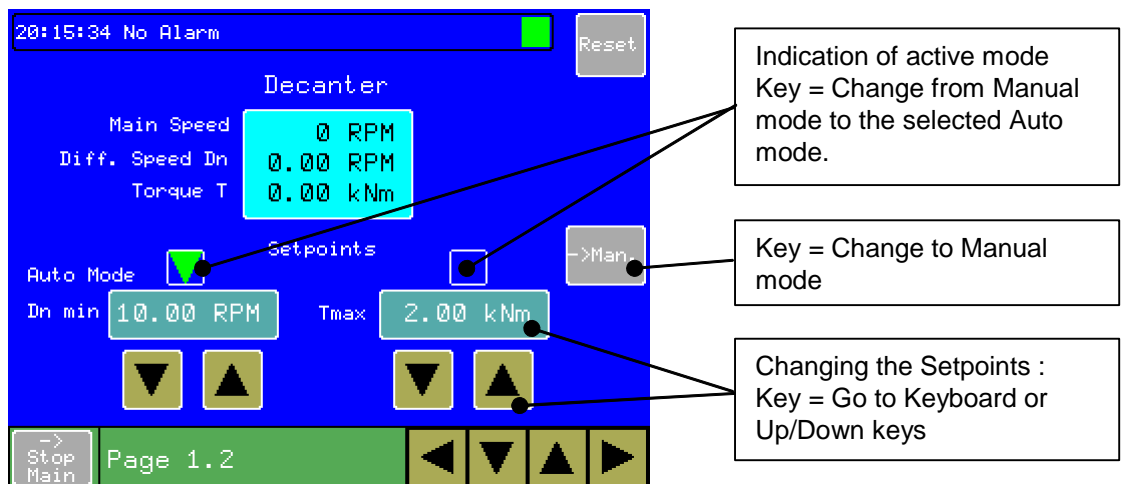 20:15:34 No Alarm
Reset
Decanter
Main Speed 0 RPM
Diff. Speed Dn 0.00 RPM
Torque T 0.00 kNm
Setpoints
->Man.
Auto Mode
Dn min 10.00 RPM Tmax 2.00 kNm
->
Stop
Main
Page 1.2
Indication of active mode
Key = Change from Manual
mode to the selected Auto
mode.
Key = Change to Manual
mode
Changing the Setpoints :
Key = Go to Keyboard or
Up/Down keys